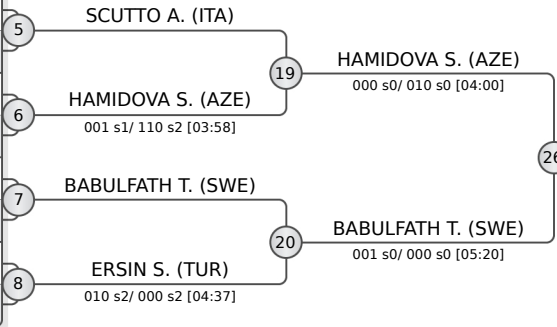 SCUTTO A. (ITA)
5
19
HAMIDOVA S. (AZE)
000 s0/ 010 s0 [04:00]
HAMIDOVA S. (AZE)
6
001 s1/ 110 s2 [03:58]
26
BABULFATH T. (SWE)
7
20
BABULFATH T. (SWE)
001 s0/ 000 s0 [05:20]
ERSIN S. (TUR)
8
010 s2/ 000 s2 [04:37]